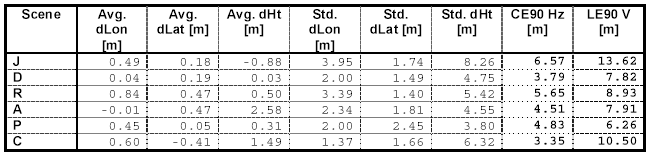 Scene Avg. dLon [m] Avg. dLat [m] Avg. dHt [m] Std. dLon [m] Std. dLat [m] Std. dHt [m] CE90 Hz [m] LE90 V [m]
J 0.49 0.18 -0.88 3.95 1.74 8.26 6.57 13.62
D 0.04 0.19 0.03 2.00 1.49 4.75 3.79 7.82
R 0.84 0.47 0.50 3.39 1.40 5.42 5.65 8.93
A -0.01 0.47 2.58 2.34 1.81 4.55 4.51 7.91
P 0.45 0.05 0.31 2.00 2.45 3.80 4.83 6.26
C 0.60 -0.41 1.49 1.37 1.66 6.32 3.35 10.50